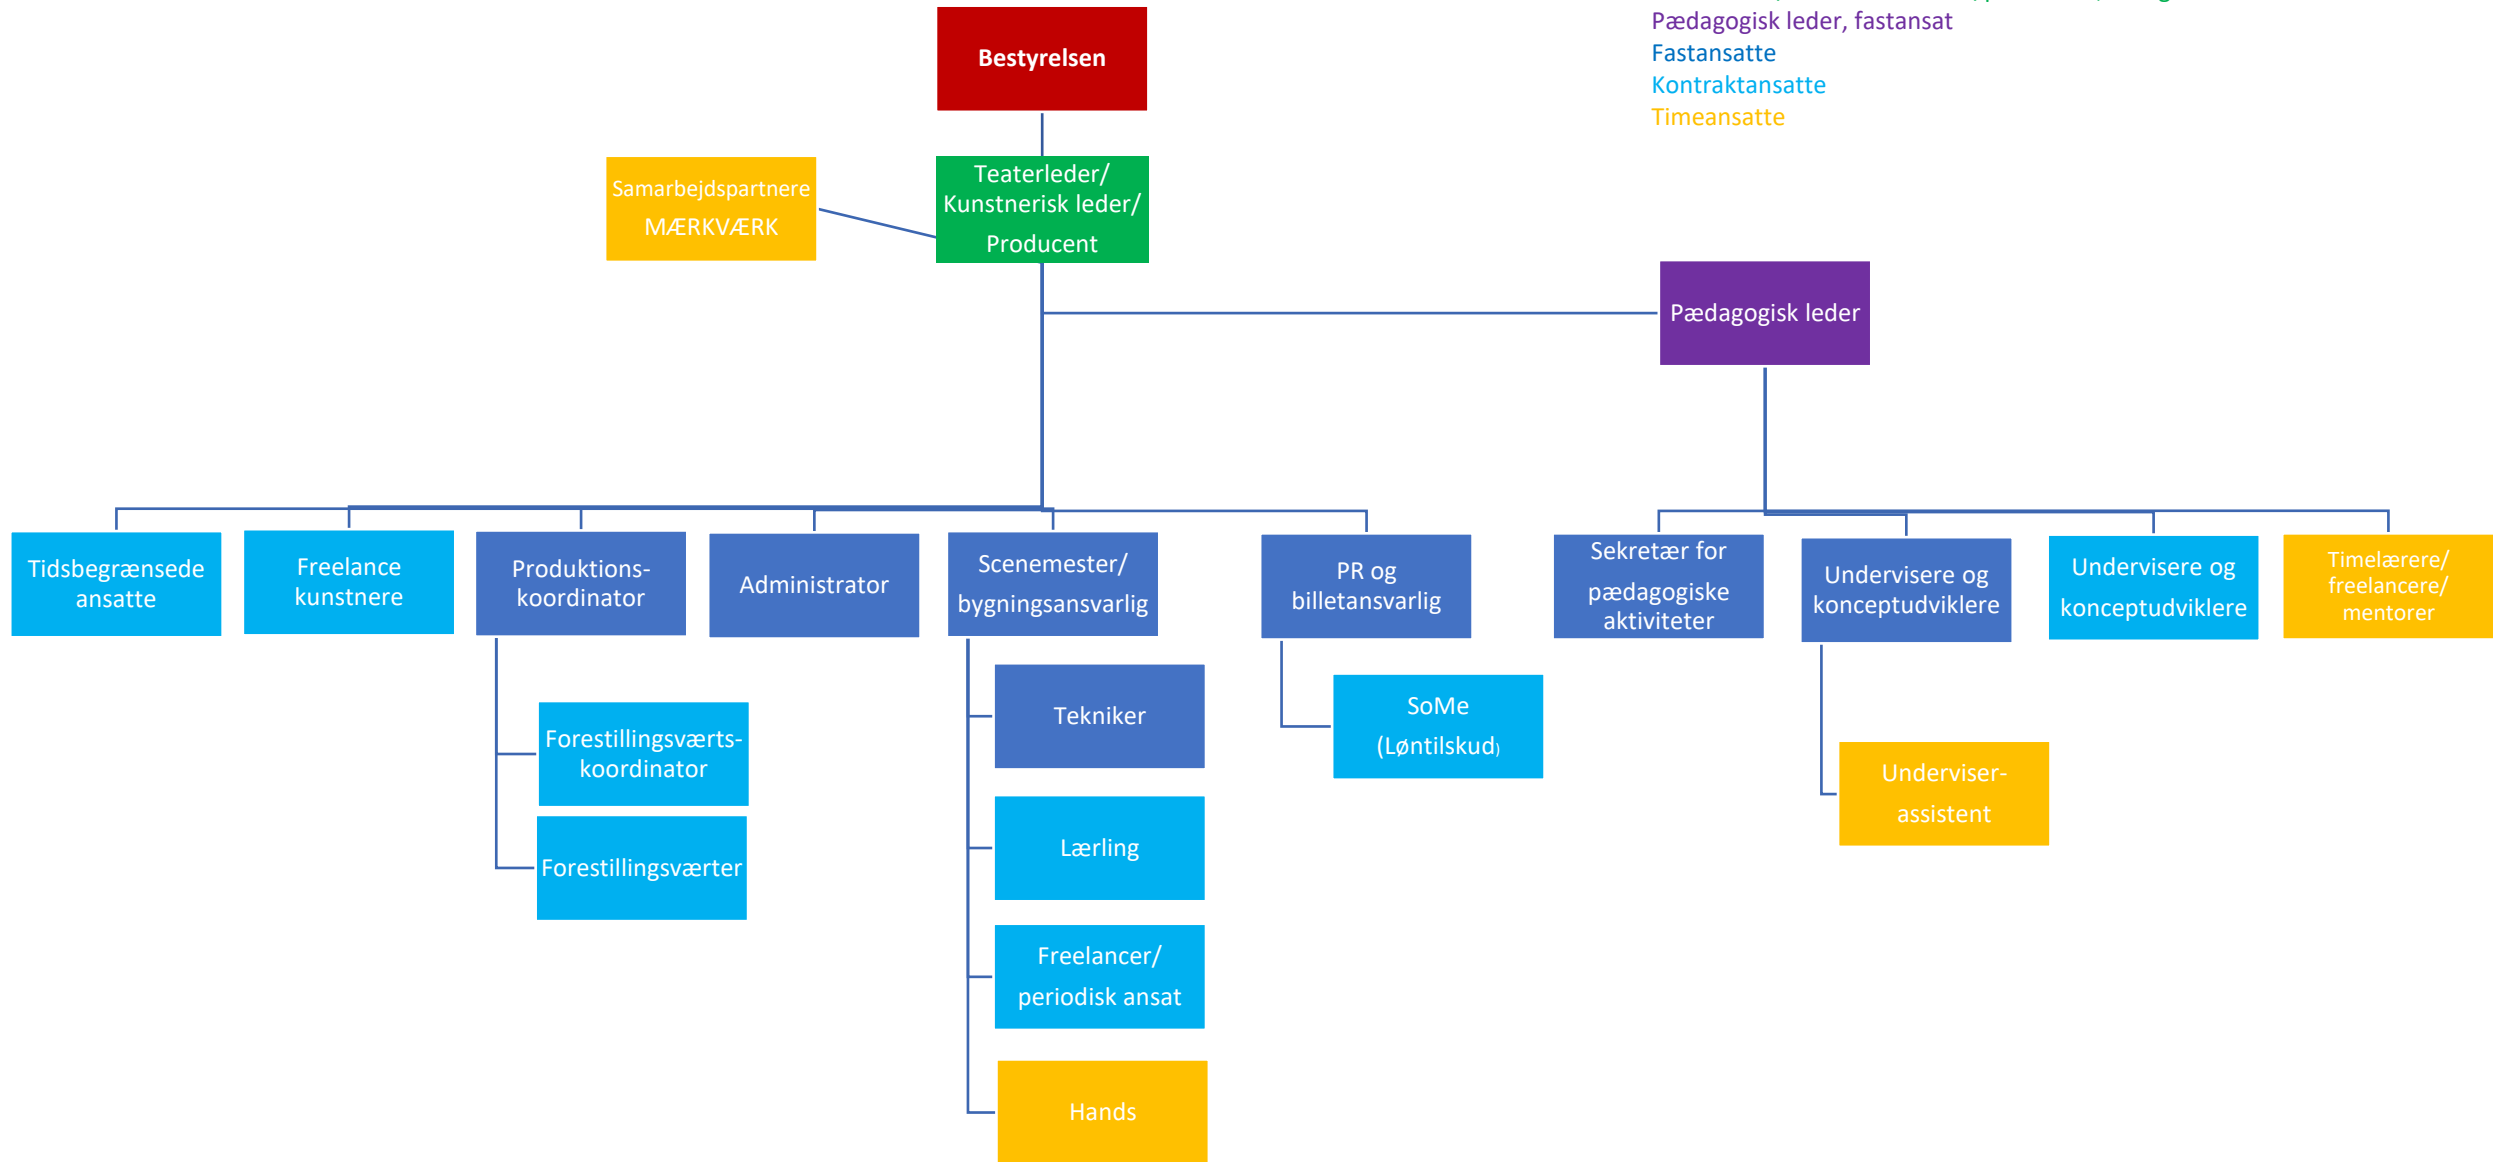 Pædagogisk leder, fastansat
Fastansatte
Kontraktansatte
Timeansatte
Bestyrelsen
Samarbejdspartnere
MÆRKVÆRK
Teaterleder/
Kunstnerisk leder/
Producent
Pædagogisk leder
Tidsbegrænsede
ansatte
Freelance
kunstnere
Produktions-
koordinator
Administrator
Scenemester/
bygningsansvarlig
PR og
billetansvarlig
Sekretær for
pædagogiske
aktiviteter
Undervisere og
konceptudviklere
Undervisere og
konceptudviklere
Timelærere/
freelancere/
mentorer
Forestillingsværts-
koordinator
Forestillingsværter
Tekniker
Lærling
Freelancer/
periodisk ansat
Hands
SoMe
(Løntilskud)
Underviser-
assistent